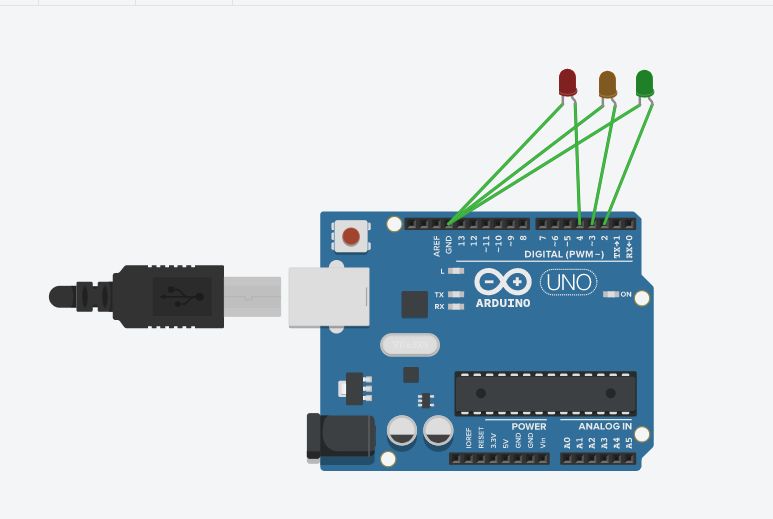 AREF
GND
13
12
~11
~10
~9
8
7
~6
~5
4
~3
2
TX→1
RX←0
DIGITAL (PWM~)
L
TX
RX
ARDUINO
UNO
ON
POWER
ANALOG IN
IOREF
RESET
3.3V
5V
GND
GND
Vin
A0
A1
A2
A3
A4
A5